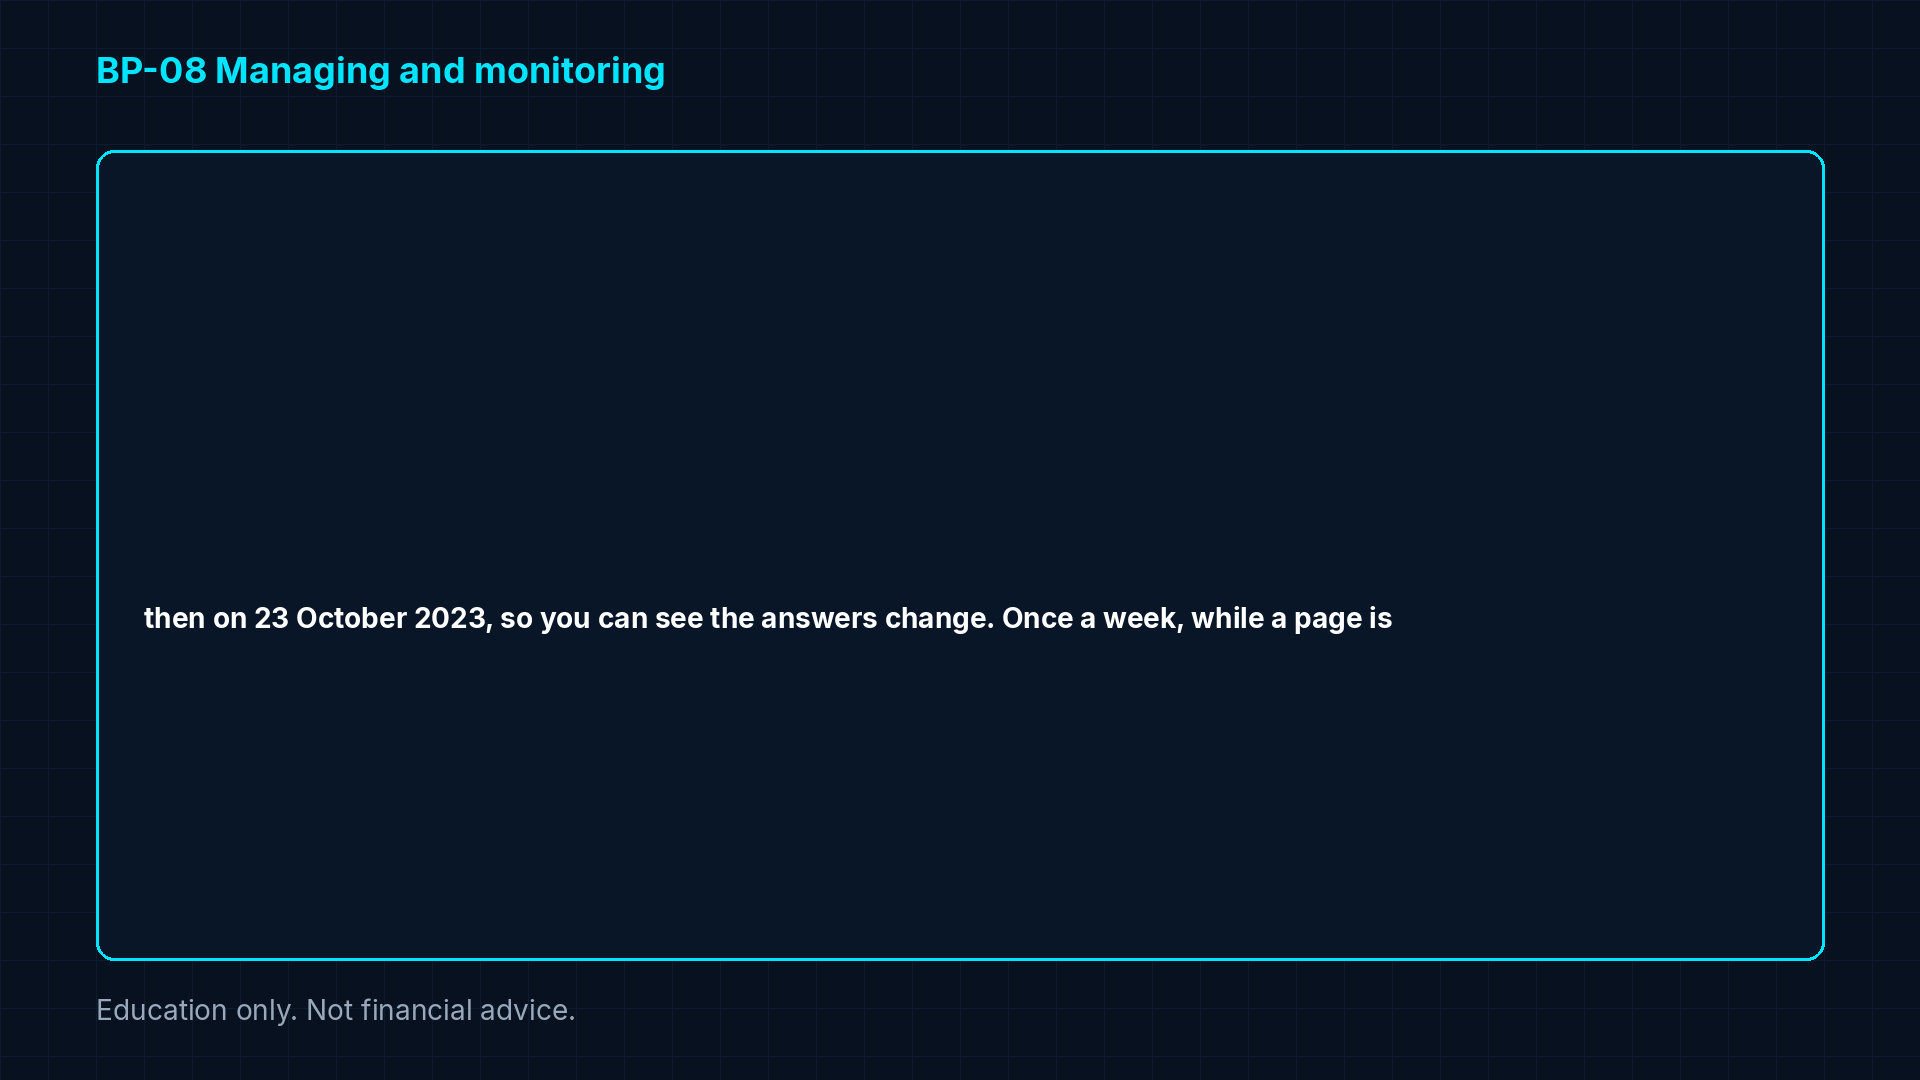 BP-08 Managing and monitoring
then on 23 October 2023, so you can see the answers change. Once a week, while a page is
Education only. Not financial advice.